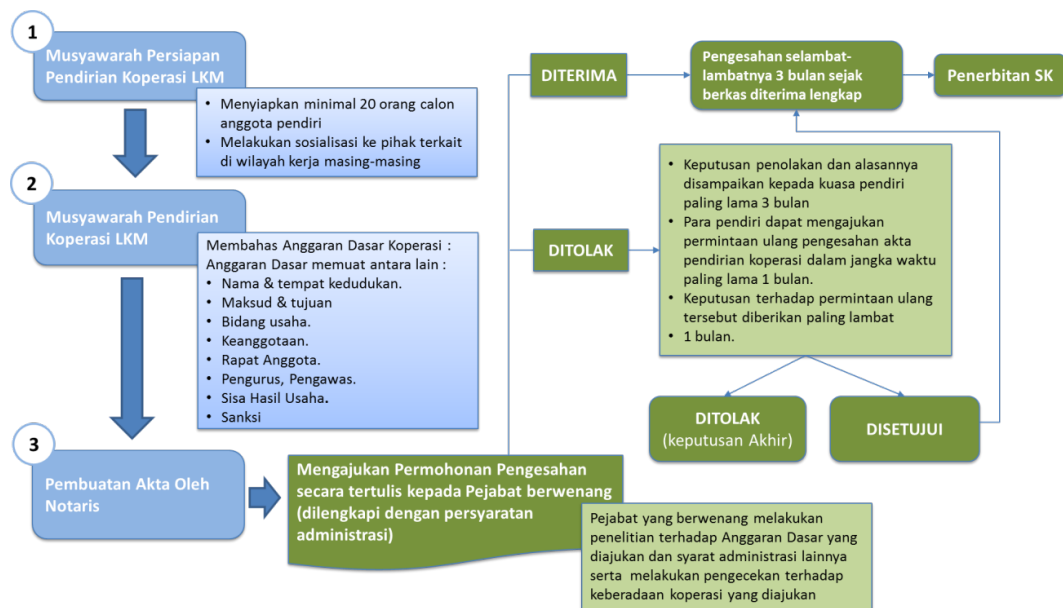 1
Musyawarah Persiapan
Pendirian Koperasi LKM
• Menyiapkan minimal 20 orang calon
anggota pendiri
• Melakukan sosialisasi ke pihak terkait
di wilayah kerja masing-masing
2
Musyawarah Pendirian
Koperasi LKM
Membahas Anggaran Dasar Koperasi :
Anggaran Dasar memuat antara lain :
• Nama & tempat kedudukan.
• Maksud & tujuan
• Bidang usaha.
• Keanggotaan.
• Rapat Anggota.
• Pengurus, Pengawas.
• Sisa Hasil Usaha.
• Sanksi
3
Pembuatan Akta Oleh
Notaris
Mengajukan Permohonan Pengesahan
secara tertulis kepada Pejabat berwenang
(dilengkapi dengan persyaratan
administrasi)
Pejabat yang berwenang melakukan
penelitian terhadap Anggaran Dasar yang
diajukan dan syarat administrasi lainnya
serta melakukan pengecekan terhadap
keberadaan koperasi yang diajukan
DITERIMA
Pengesahan selambat-
lambatnya 3 bulan sejak
berkas diterima lengkap
Penerbitan SK
DITOLAK
• Keputusan penolakan dan alasannya
disampaikan kepada kuasa pendiri
paling lama 3 bulan
• Para pendiri dapat mengajukan
permintaan ulang pengesahan akta
pendirian koperasi dalam jangka waktu
paling lama 1 bulan.
• Keputusan terhadap permintaan ulang
tersebut diberikan paling lambat
• 1 bulan.
DITOLAK
(keputusan Akhir)
DISETUJUI